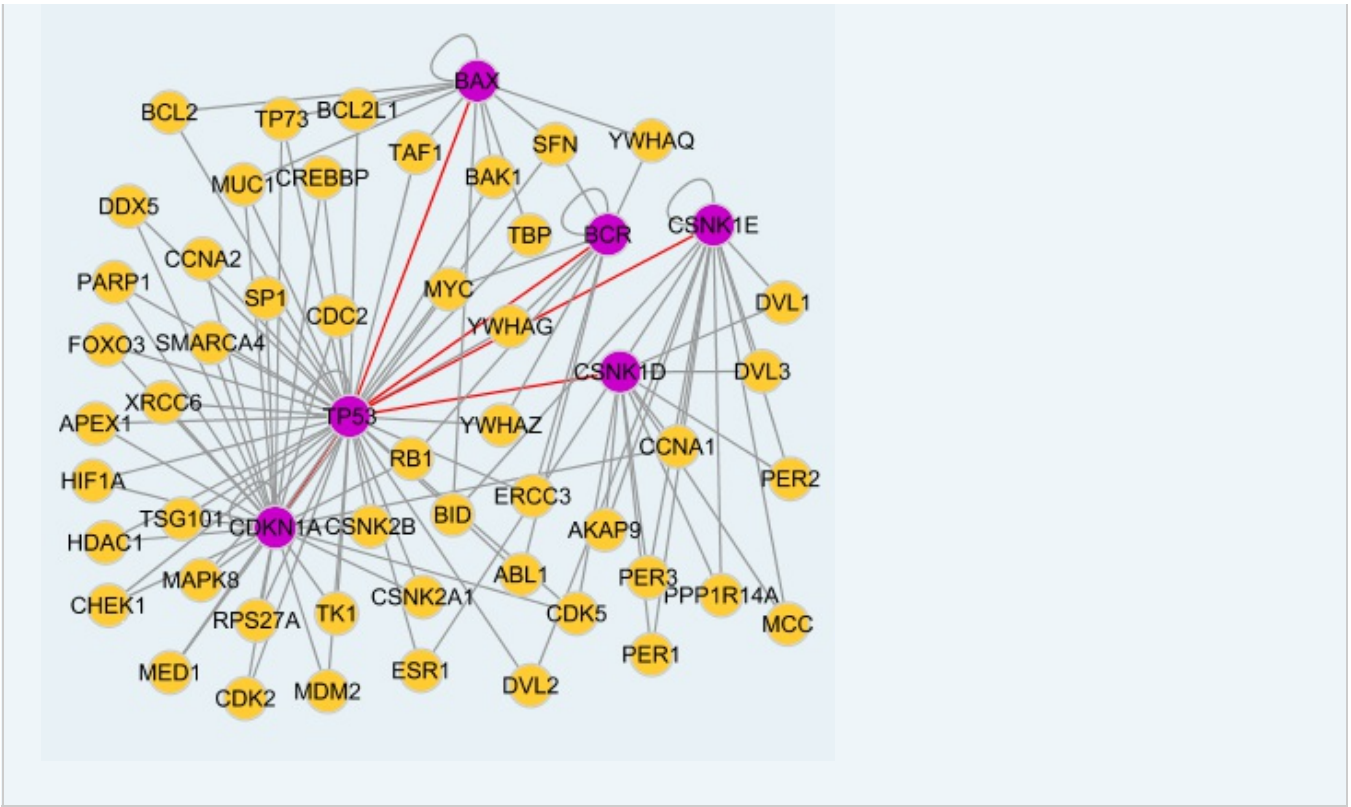 BAX
BCL2
TP73
BCL2L1
TAF1
SFN
YWHAQ
MUC1
CREBBP
BAK1
DDX5
TBP
BCR
CSNK1E
CCNA2
PARP1
SP1
MYC
DVL1
CDC2
YWHAG
FOXO3
SMARCA4
CSNK1D
DVL3
XRCC6
APEX1
TP53
YWHAZ
CCNA1
RB1
HIF1A
PER2
ERCC3
TSG101
CDKN1A
CSNK2B
BID
AKAP9
HDAC1
MAPK8
ABL1
PER3
CHEK1
CSNK2A1
PPP1R14A
RPS27A
TK1
CDK5
MCC
PER1
MED1
ESR1
CDK2
MDM2
DVL2